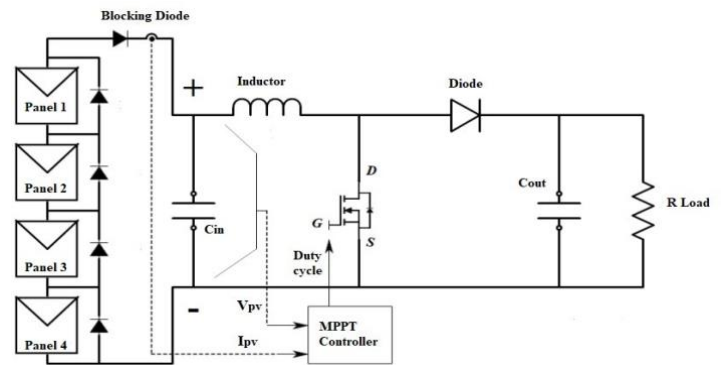 Blocking Diode
Panel 1
Panel 2
Panel 3
Panel 4
+
Inductor
Diode
Cin
D
G
S
Duty
cycle
Cout
R Load
-
Vpv
Ipv
MPPT
Controller